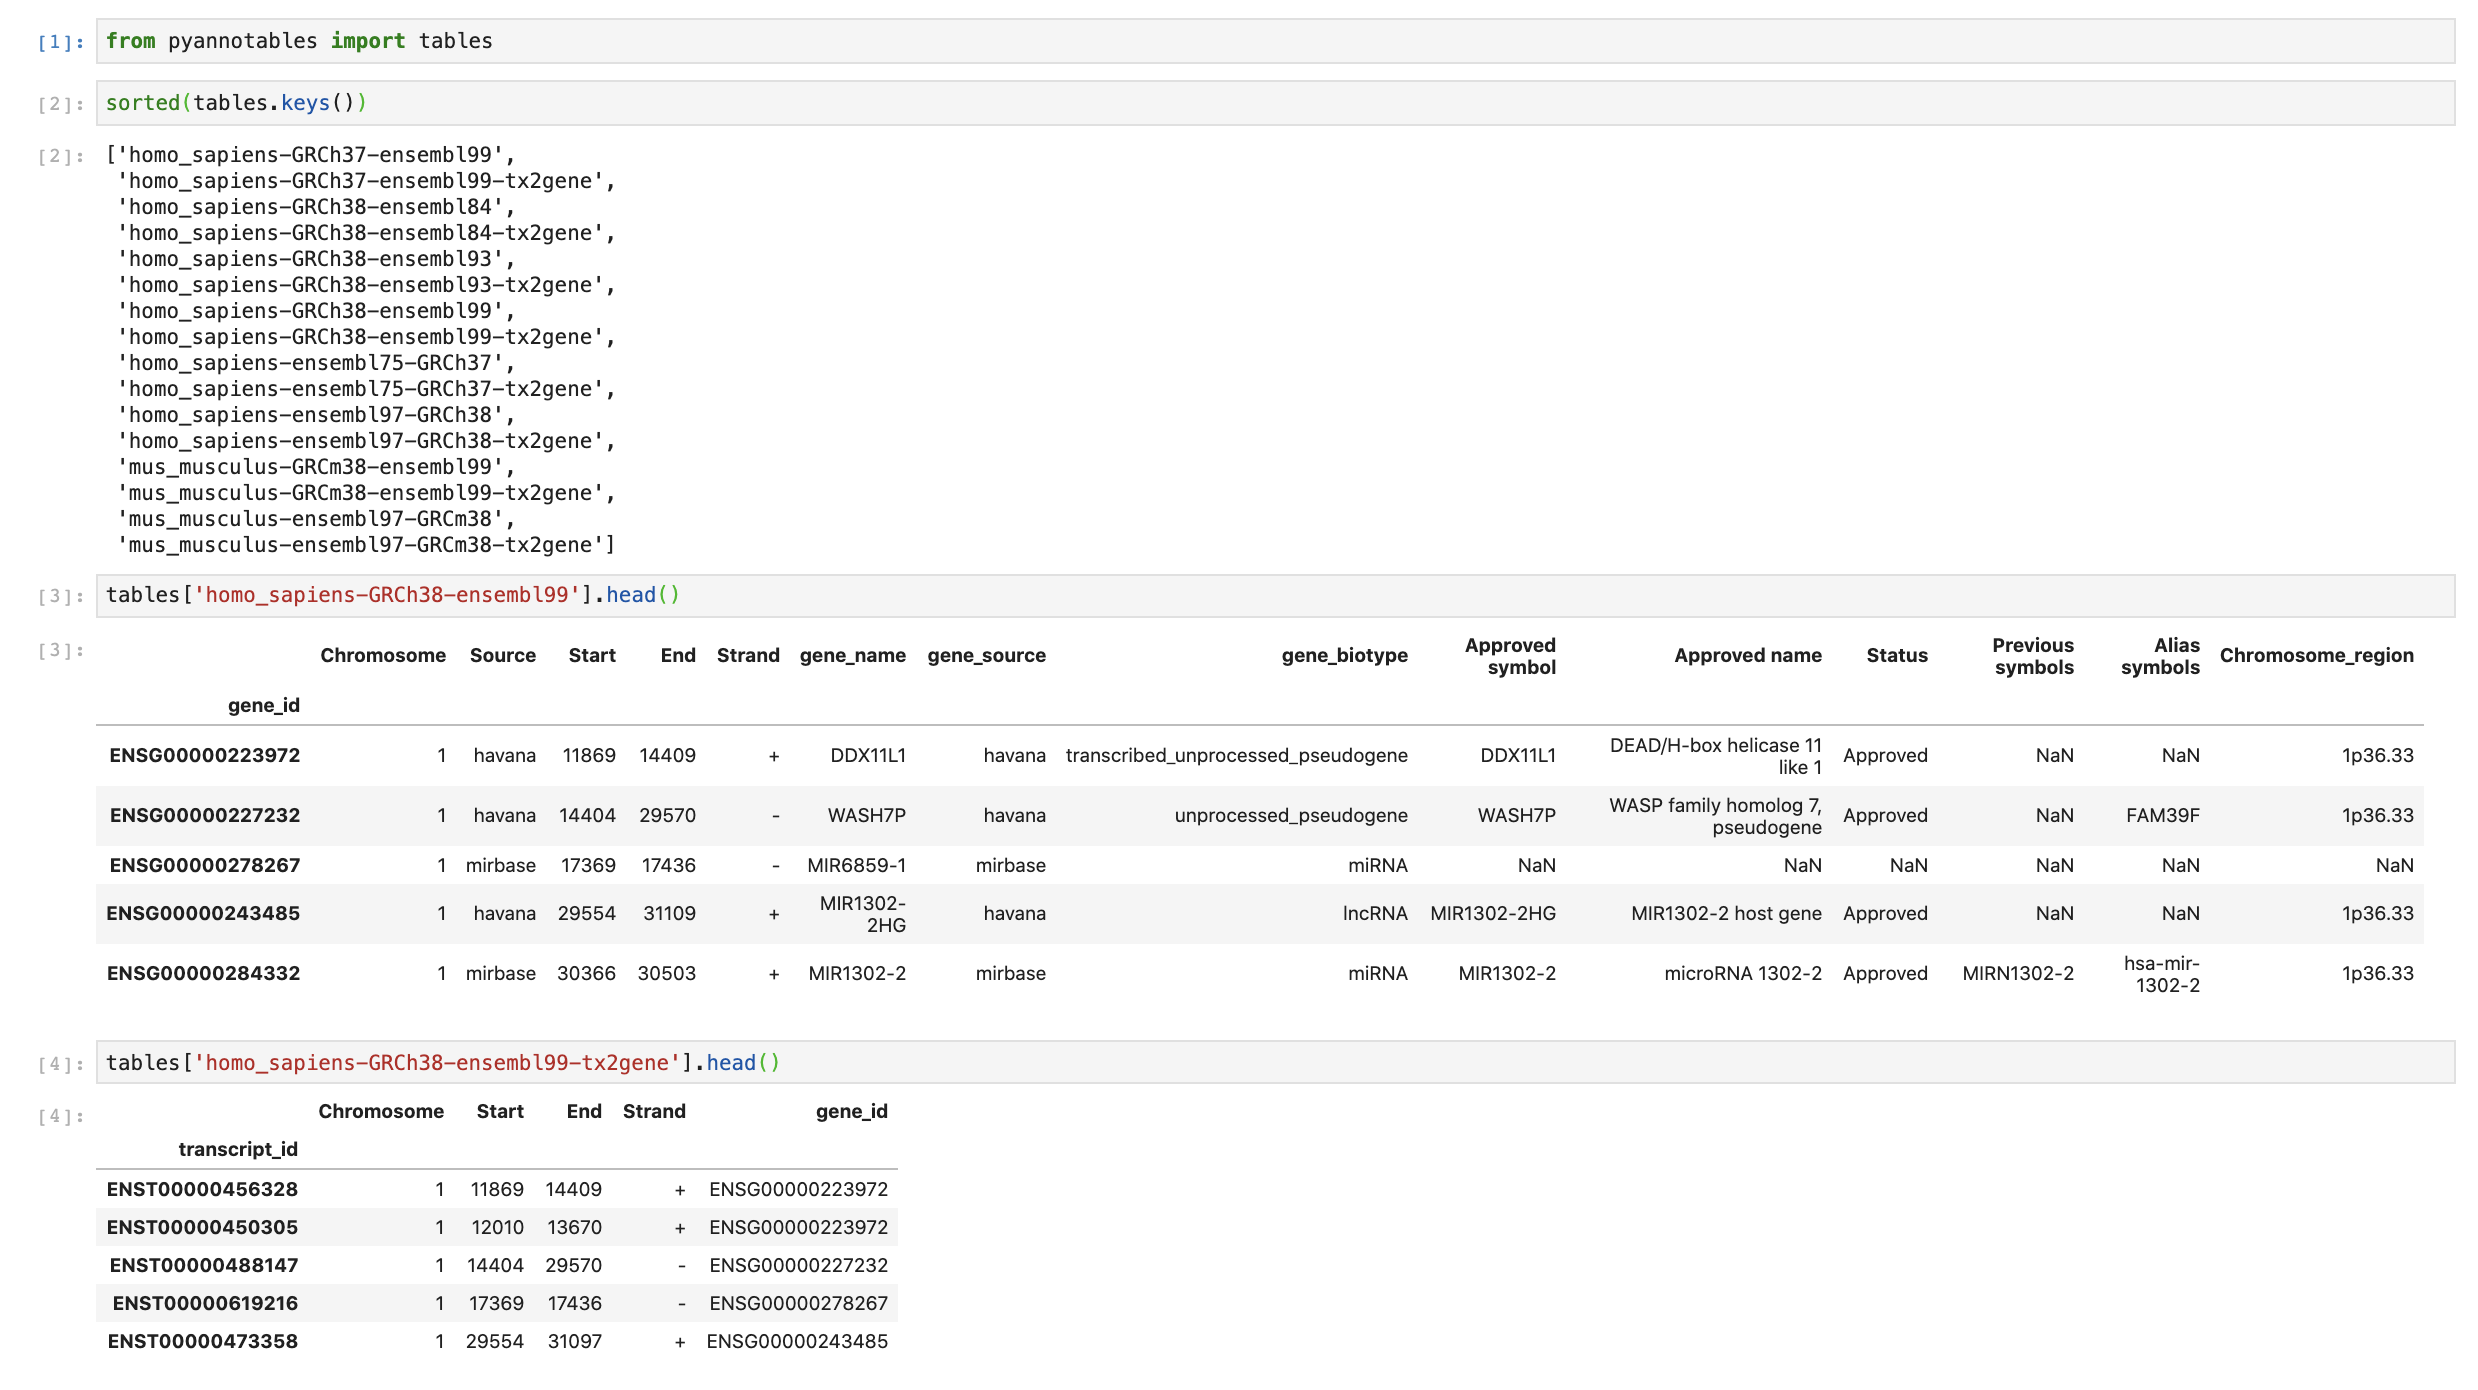 [1]: from pyannotables import tables
[2]: sorted(tables.keys())
[2]: ['homo_sapiens-GRCh37-ensembl99',
'homo_sapiens-GRCh37-ensembl99-tx2gene',
'homo_sapiens-GRCh38-ensembl84',
'homo_sapiens-GRCh38-ensembl84-tx2gene',
'homo_sapiens-GRCh38-ensembl93',
'homo_sapiens-GRCh38-ensembl93-tx2gene',
'homo_sapiens-GRCh38-ensembl99',
'homo_sapiens-GRCh38-ensembl99-tx2gene',
'homo_sapiens-ensembl75-GRCh37',
'homo_sapiens-ensembl75-GRCh37-tx2gene',
'homo_sapiens-ensembl97-GRCh38',
'homo_sapiens-ensembl97-GRCh38-tx2gene',
'mus_musculus-GRCm38-ensembl99',
'mus_musculus-GRCm38-ensembl99-tx2gene',
'mus_musculus-ensembl97-GRCm38',
'mus_musculus-ensembl97-GRCm38-tx2gene']
[3]: tables['homo_sapiens-GRCh38-ensembl99'].head()
[3]: Chromosome Source Start End Strand gene_name gene_source gene_biotype Approved symbol Approved name Status Previous symbols Alias symbols Chromosome_region
gene_id
ENSG00000223972 1 havana 11869 14409 + DDX11L1 havana transcribed_unprocessed_pseudogene DDX11L1 DEAD/H-box helicase 11 like 1 Approved NaN NaN 1p36.33
ENSG00000227232 1 havana 14404 29570 - WASH7P havana unprocessed_pseudogene WASH7P WASP family homolog 7, pseudogene Approved NaN FAM39F 1p36.33
ENSG00000278267 1 mirbase 17369 17436 - MIR6859-1 mirbase miRNA NaN NaN NaN NaN NaN NaN
ENSG00000243485 1 havana 29554 31109 + MIR1302-2HG havana lncRNA MIR1302-2HG MIR1302-2 host gene Approved NaN NaN 1p36.33
ENSG00000284332 1 mirbase 30366 30503 + MIR1302-2 mirbase miRNA MIR1302-2 microRNA 1302-2 Approved MIRN1302-2 hsa-mir-1302-2 1p36.33
[4]: tables['homo_sapiens-GRCh38-ensembl99-tx2gene'].head()
[4]: Chromosome Start End Strand gene_id
transcript_id
ENST00000456328 1 11869 14409 + ENSG00000223972
ENST00000450305 1 12010 13670 + ENSG00000223972
ENST00000488147 1 14404 29570 - ENSG00000227232
ENST00000619216 1 17369 17436 - ENSG00000278267
ENST00000473358 1 29554 31097 + ENSG00000243485